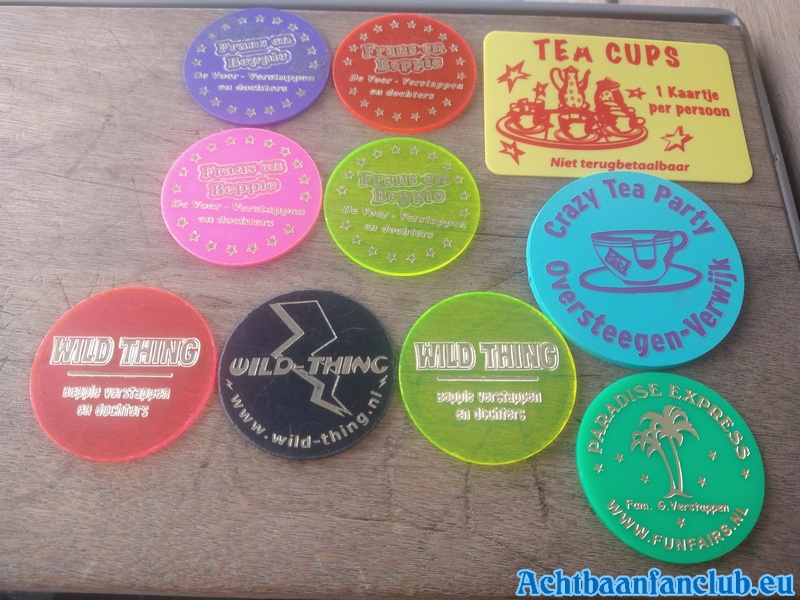 Frans en
Beppie
De Voer - Verstappen
en dochters
Frans en
Beppie
De Voer - Verstappen
en dochters
TEA CUPS
1 Kaartje
per persoon
Niet terugbetaalbaar
Frans en
Beppie
De Voer - Verstappen
en dochters
Frans en
Beppie
De Voer - Verstappen
en dochters
Crazy Tea Party
Oversteegen-Verwijk
WILD THING
Beppie verstappen
en dochters
WILD-THING
www.wild-thing.nl
WILD THING
Beppie verstappen
en dochters
PARADISE EXPRESS
Fam. G.Verstappen
WWW.FUNFAIRS.NL
Achtbaanfanclub.eu